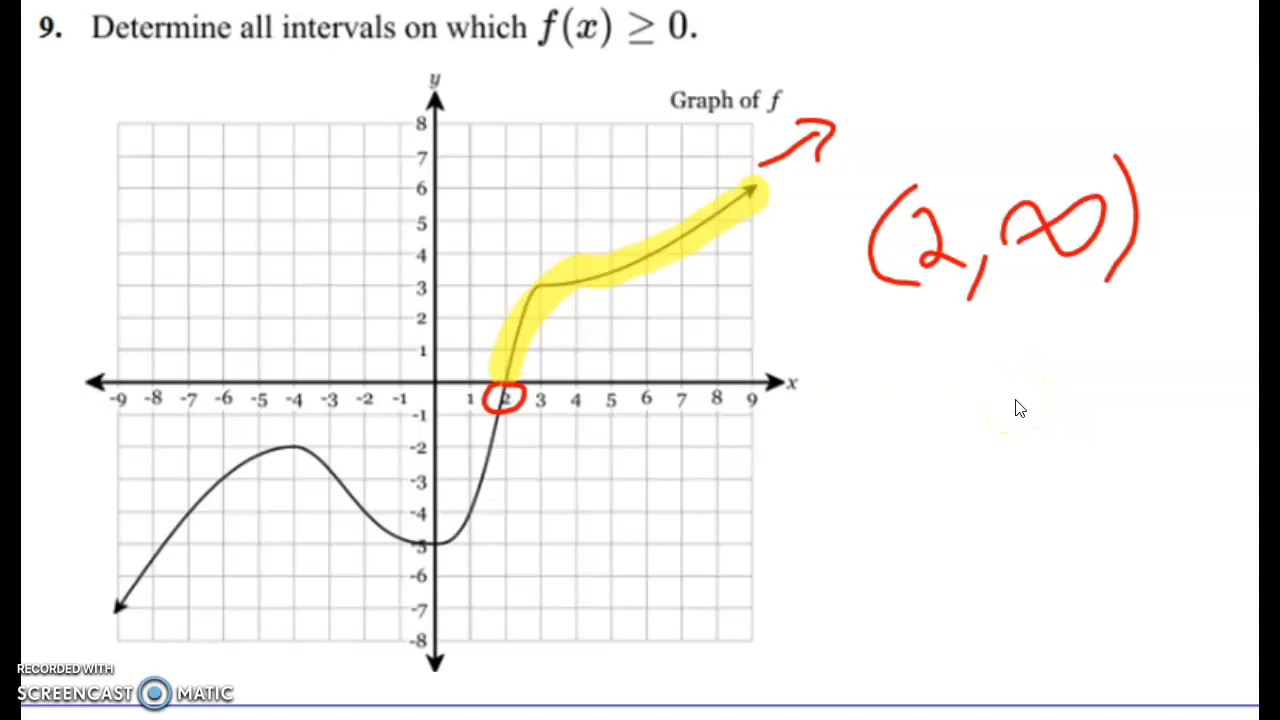 9. Determine all intervals on which f(x) ≥ 0.
y
Graph of f
8
7
6
5
4
3
2
1
-9 -8 -7 -6 -5 -4 -3 -2 -1 1 2 3 4 5 6 7 8 9 x
-1
-2
-3
-4
-5
-6
-7
-8
(2, ∞)
RECORDED WITH
SCREENCAST MATIC